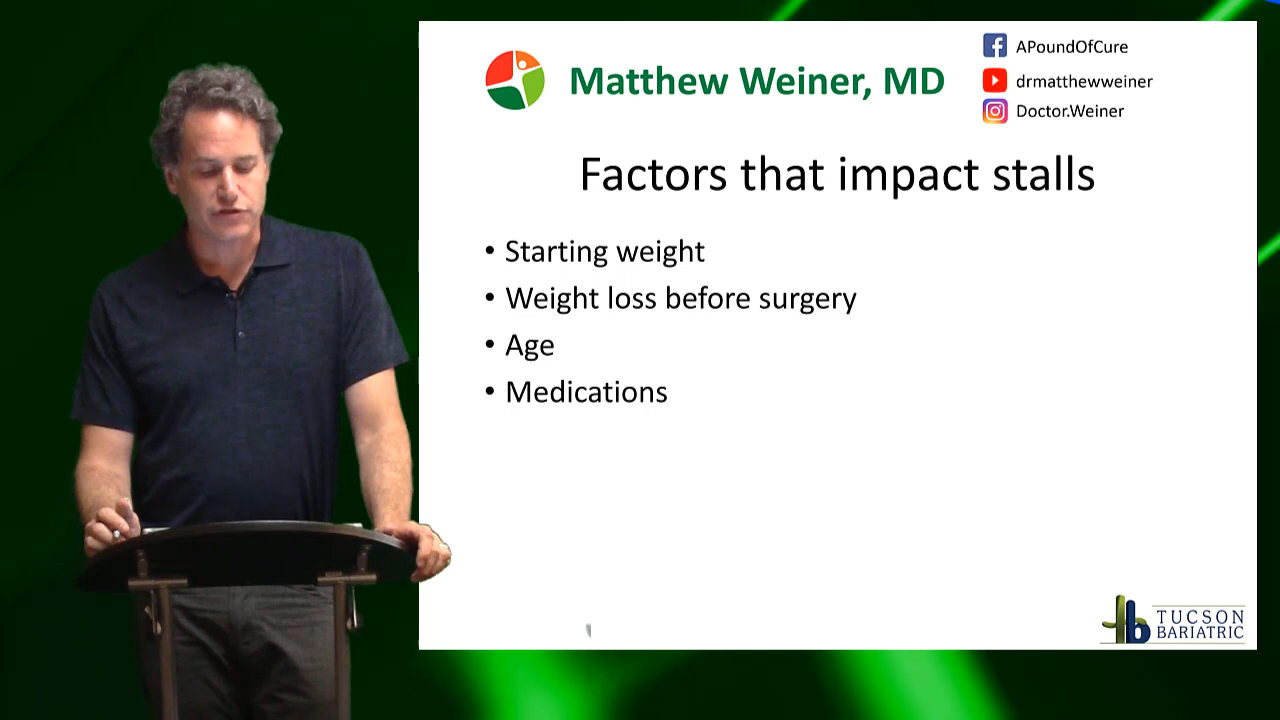 Matthew Weiner, MD
APoundOfCure
drmatthewweiner
Doctor.Weiner
Factors that impact stalls
• Starting weight
• Weight loss before surgery
• Age
• Medications
TUCSON
BARIATRIC